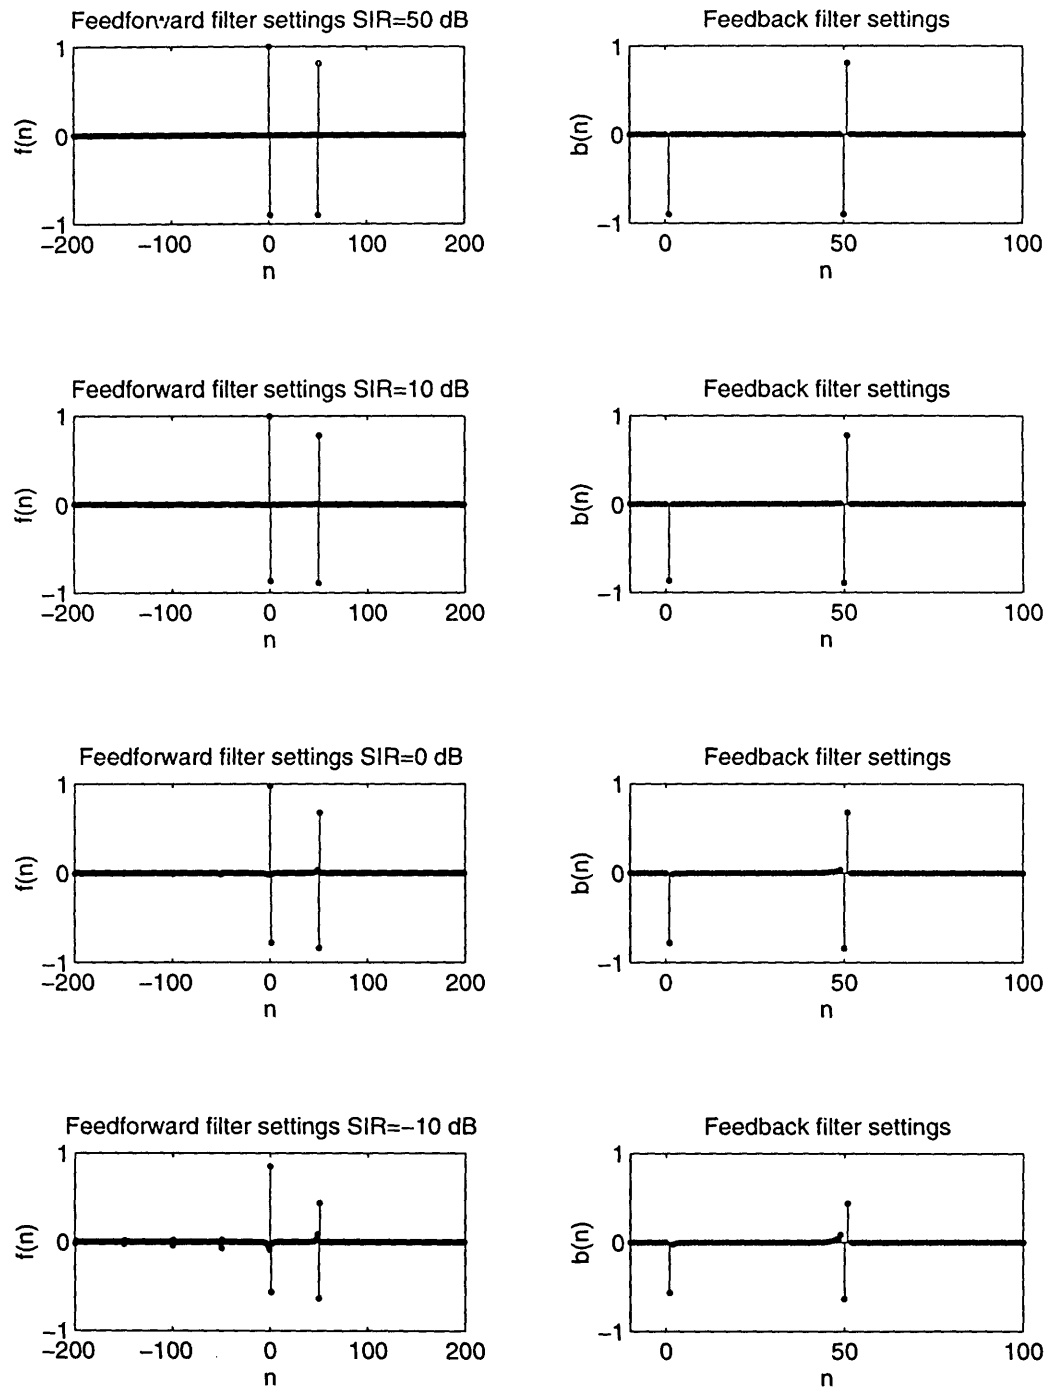 Feedforward filter settings SIR=50 dB
1
0
−1
f(n)
−200 −100 0 100 200
n
Feedback filter settings
1
0
−1
b(n)
0 50 100
n
Feedforward filter settings SIR=10 dB
1
0
−1
f(n)
−200 −100 0 100 200
n
Feedback filter settings
1
0
−1
b(n)
0 50 100
n
Feedforward filter settings SIR=0 dB
1
0
−1
f(n)
−200 −100 0 100 200
n
Feedback filter settings
1
0
−1
b(n)
0 50 100
n
Feedforward filter settings SIR=−10 dB
1
0
−1
f(n)
−200 −100 0 100 200
n
Feedback filter settings
1
0
−1
b(n)
0 50 100
n